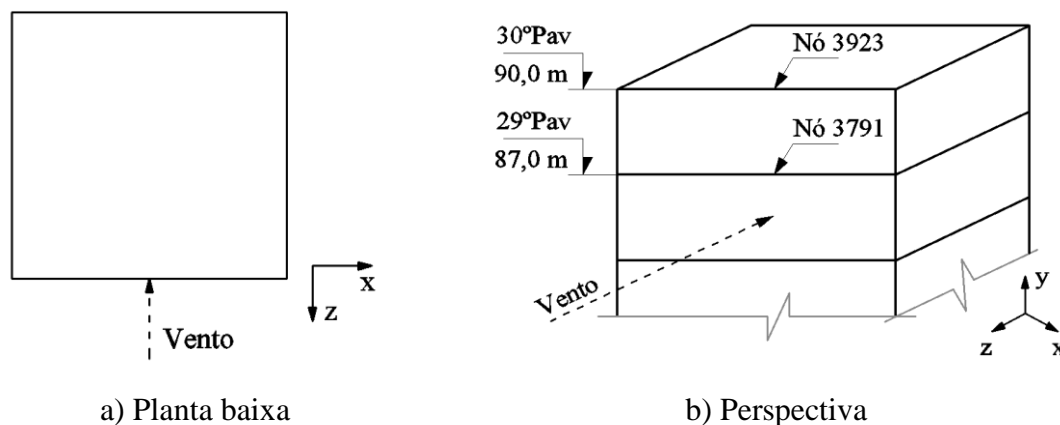 x
z
Vento
a) Planta baixa
30ºPav
90,0 m
Nó 3923
29ºPav
87,0 m
Nó 3791
Vento
y
z
x
b) Perspectiva